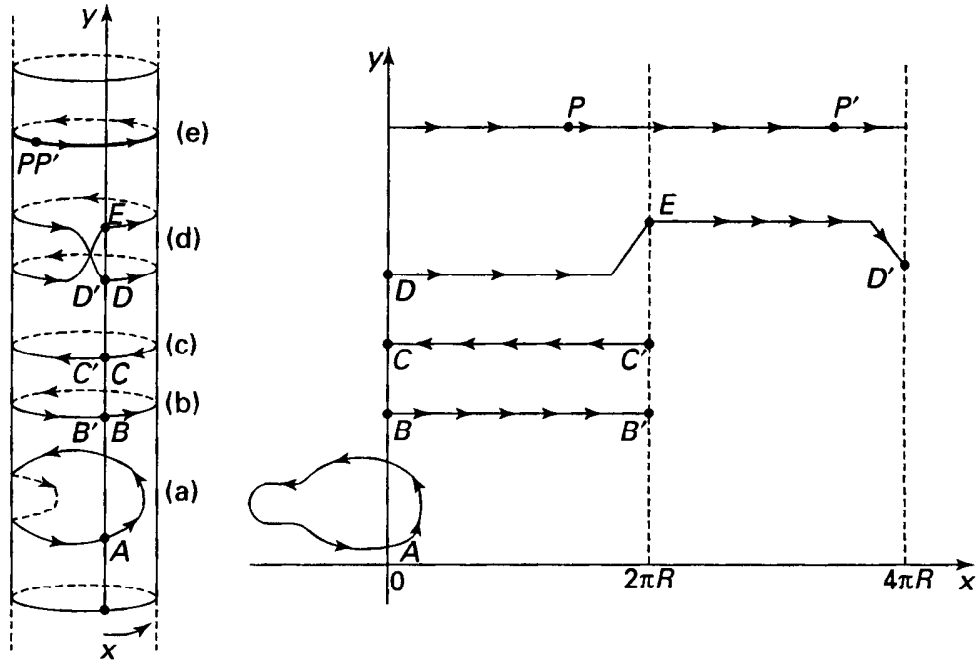 y
(e)
PP′
E
(d)
D′ D
(c)
C′ C
(b)
B′ B
(a)
A
x
y
P P′
E
D D′
C C′
B B′
A
0 2πR 4πR x